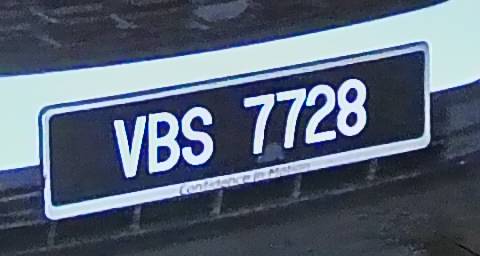 VBS 7728
Confidence in Motion